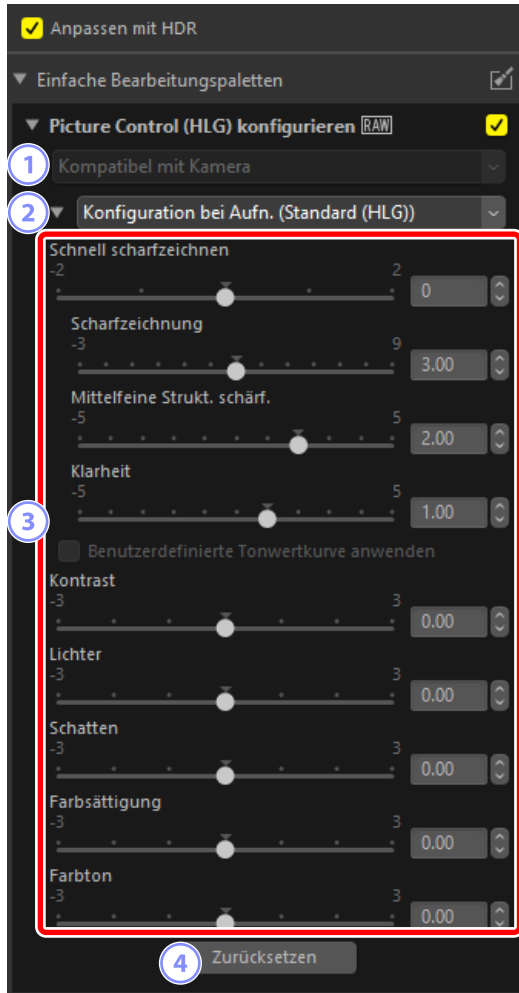 Anpassen mit HDR
Einfache Bearbeitungspaletten
Picture Control (HLG) konfigurieren RAW
1 Kompatibel mit Kamera
2 Konfiguration bei Aufn. (Standard (HLG))
Schnell scharfzeichnen
-2 2
0
Scharfzeichnung
-3 9
3.00
Mittelfeine Strukt. schärf.
-5 5
2.00
Klarheit
-5 5
1.00
3
Benutzerdefinierte Tonwertkurve anwenden
Kontrast
-3 3
0.00
Lichter
-3 3
0.00
Schatten
-3 3
0.00
Farbsättigung
-3 3
0.00
Farbton
-3 3
0.00
4 Zurücksetzen